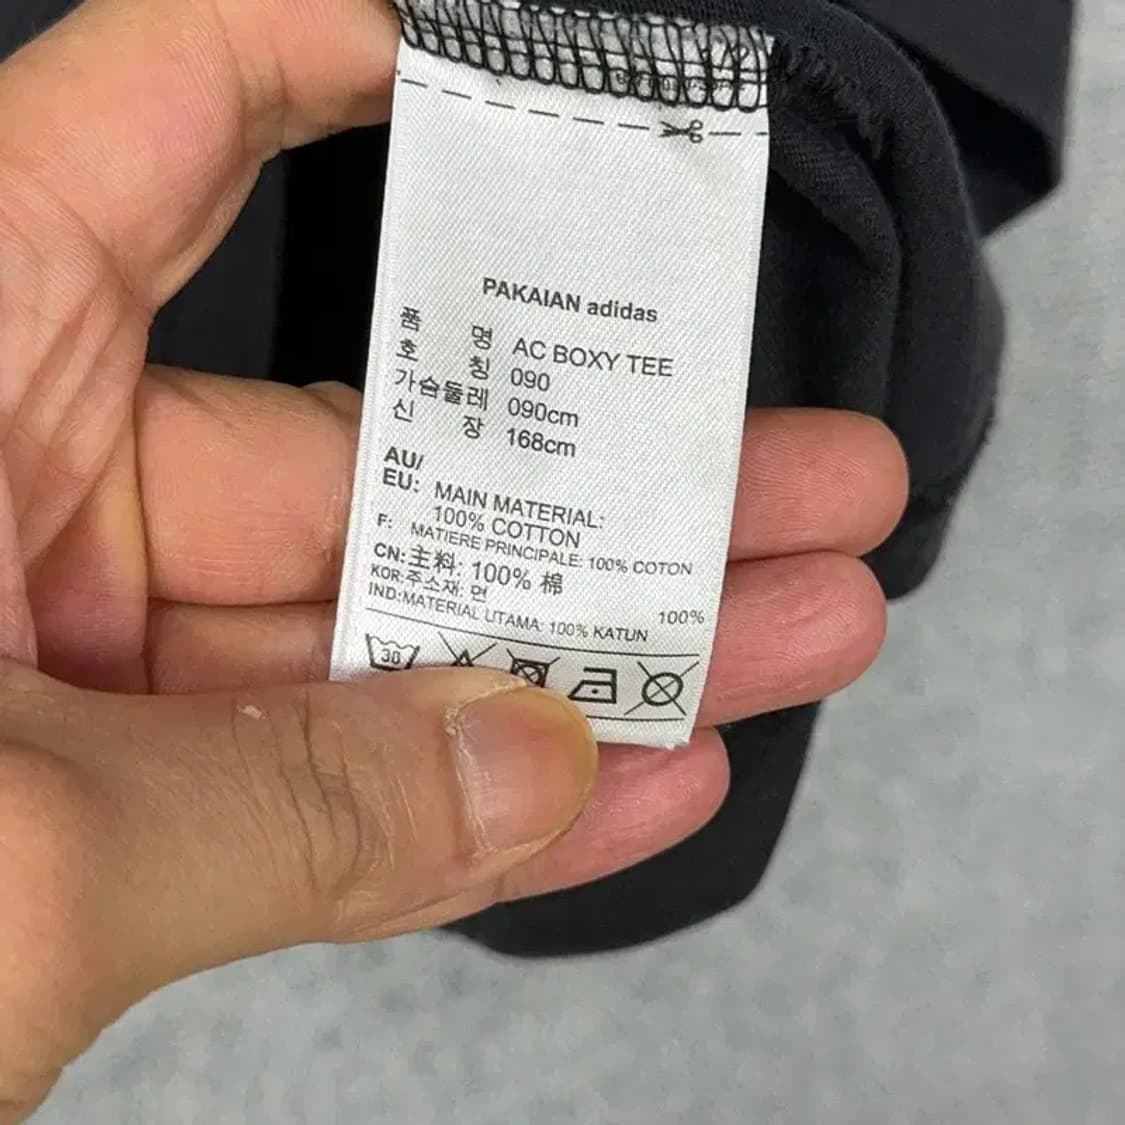 PAKAIAN adidas
품 명 AC BOXY TEE
호 칭 090
가슴둘레 090cm
신 장 168cm
AU/
EU: MAIN MATERIAL:
100% COTTON
F: MATIERE PRINCIPALE: 100% COTON
CN:主料: 100% 棉
KOR:주소재: 면 100%
IND:MATERIAL UTAMA: 100% KATUN
30